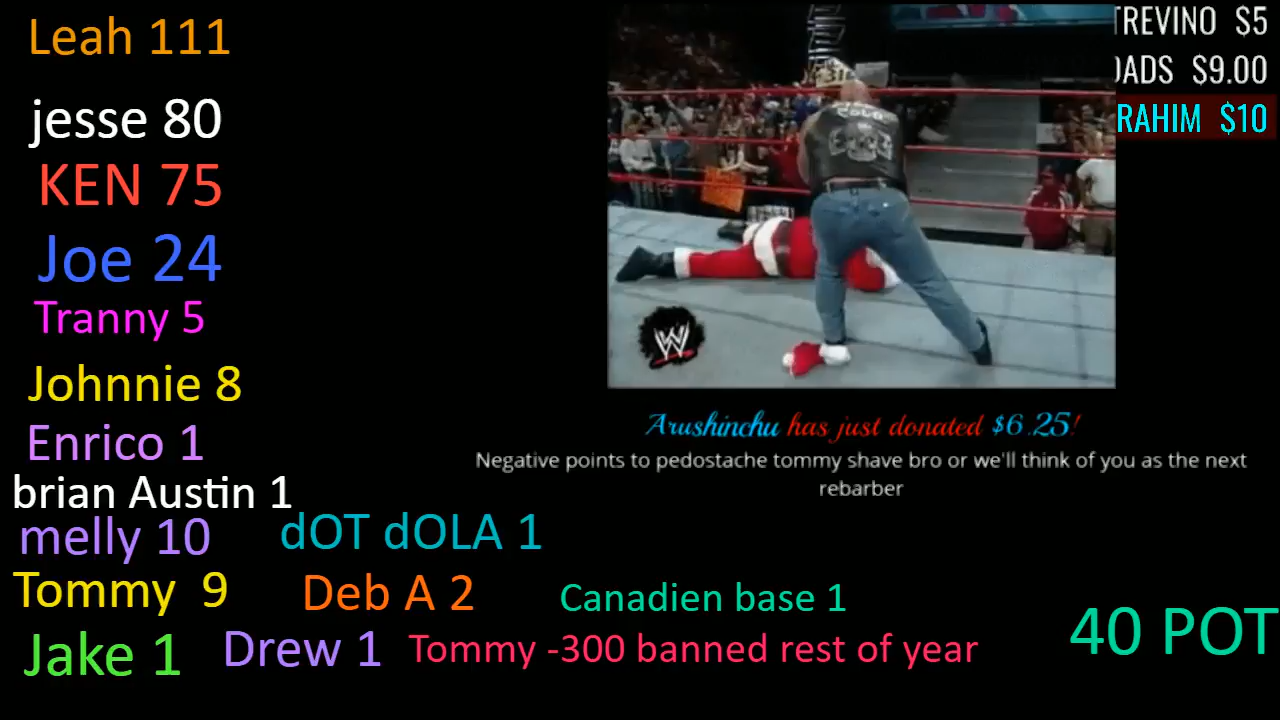 Leah 111
TREVINO $5
DADS $9.00
RAHIM $10
jesse 80
KEN 75
Joe 24
Tranny 5
Johnnie 8
Arushinchu has just donated $6.25!
Enrico 1
Negative points to pedostache tommy shave bro or we'll think of you as the next
rebarber
brian Austin 1
melly 10 dOT dOLA 1
Tommy 9 Deb A 2 Canadien base 1
Jake 1 Drew 1 Tommy -300 banned rest of year
40 POT
W